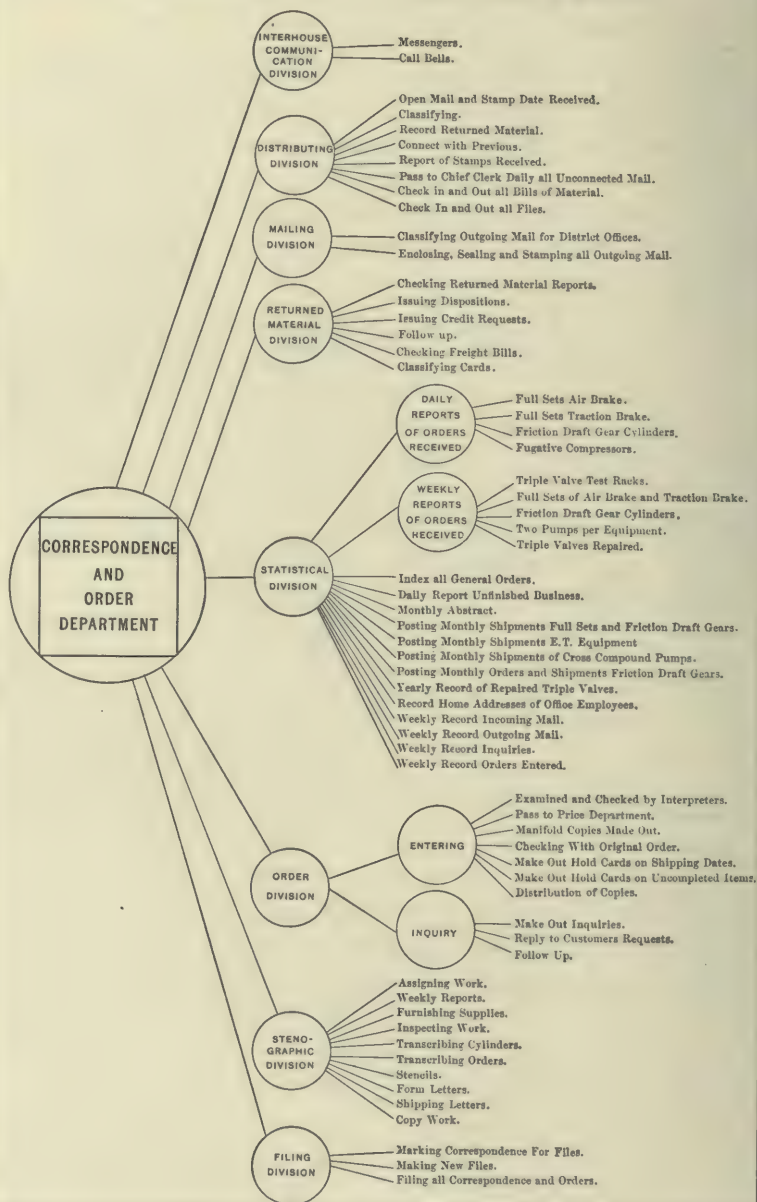 INTERHOUSE
COMMUNI-
CATION
DIVISION
Messengers.
Call Bells.
DISTRIBUTING
DIVISION
Open Mail and Stamp Date Received.
Classifying.
Record Returned Material.
Connect with Previous.
Report of Stamps Received.
Pass to Chief Clerk Daily all Unconnected Mail.
Check in and Out all Bills of Material.
Check In and Out all Files.
MAILING
DIVISION
Classifying Outgoing Mail for District Offices.
Enclosing, Sealing and Stamping all Outgoing Mail.
RETURNED
MATERIAL
DIVISION
Checking Returned Material Reports.
Issuing Dispositions.
Issuing Credit Requests.
Follow up.
Checking Freight Bills.
Classifying Cards.
CORRESPONDENCE
AND
ORDER
DEPARTMENT
STATISTICAL
DIVISION
DAILY
REPORTS
OF ORDERS
RECEIVED
Full Sets Air Brake.
Full Sets Traction Brake.
Friction Draft Gear Cylinders.
Fugative Compressors.
WEEKLY
REPORTS
OF ORDERS
RECEIVED
Triple Valve Test Racks.
Full Sets of Air Brake and Traction Brake.
Friction Draft Gear Cylinders.
Two Pumps per Equipment.
Triple Valves Repaired.
Index all General Orders.
Daily Report Unfinished Business.
Monthly Abstract.
Posting Monthly Shipments Full Sets and Friction Draft Gears.
Posting Monthly Shipments E.T. Equipment
Posting Monthly Shipments of Cross Compound Pumps.
Posting Monthly Orders and Shipments Friction Draft Gears.
Yearly Record of Repaired Triple Valves.
Record Home Addresses of Office Employees.
Weekly Record Incoming Mail.
Weekly Record Outgoing Mail.
Weekly Record Inquiries.
Weekly Record Orders Entered.
ORDER
DIVISION
ENTERING
Examined and Checked by Interpreters.
Pass to Price Department.
Manifold Copies Made Out.
Checking With Original Order.
Make Out Hold Cards on Shipping Dates.
Make Out Hold Cards on Uncompleted Items.
Distribution of Copies.
INQUIRY
Make Out Inquiries.
Reply to Customers Requests.
Follow Up.
STENO-
GRAPHIC
DIVISION
Assigning Work.
Weekly Reports.
Furnishing Supplies.
Inspecting Work.
Transcribing Cylinders.
Transcribing Orders.
Stencils.
Form Letters.
Shipping Letters.
Copy Work.
FILING
DIVISION
Marking Correspondence For Files.
Making New Files.
Filing all Correspondence and Orders.